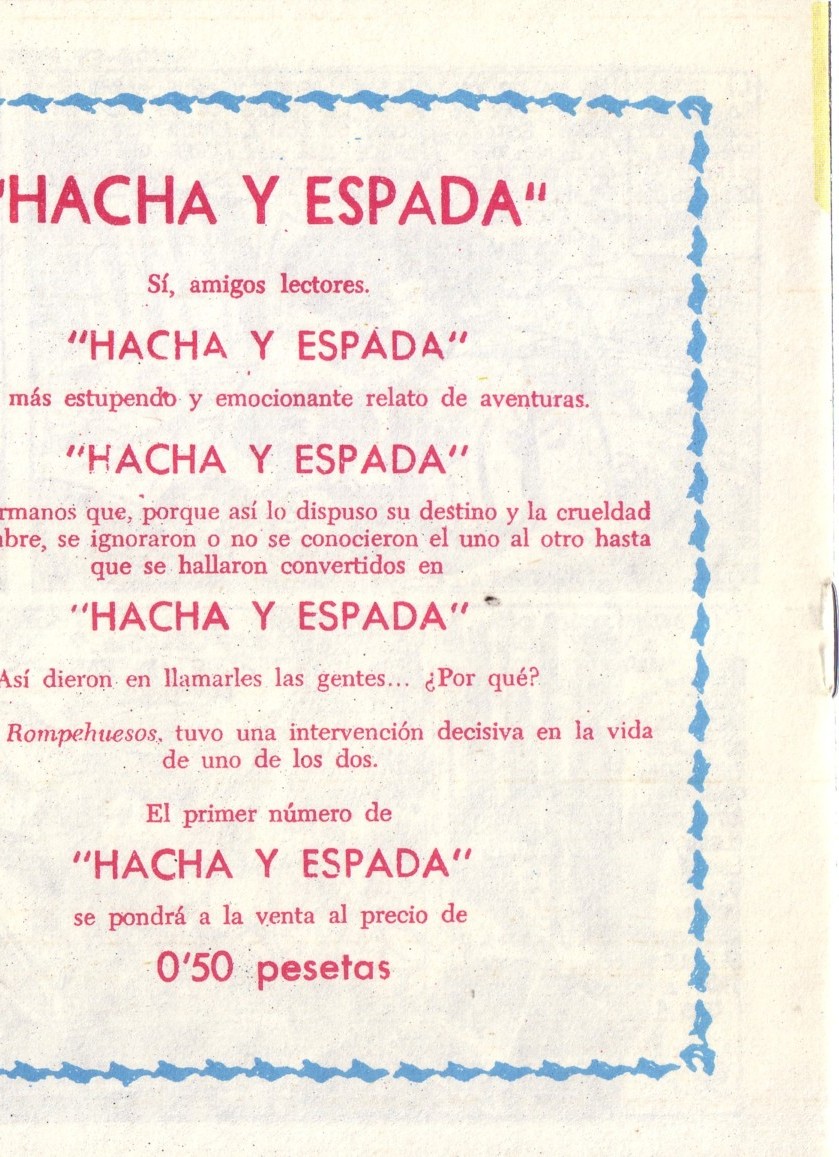 "HACHA Y ESPADA"
Sí, amigos lectores.
"HACHA Y ESPADA"
más estupendo y emocionante relato de aventuras.
"HACHA Y ESPADA"
rmanos que, porque así lo dispuso su destino y la crueldad
bre, se ignoraron o no se conocieron el uno al otro hasta
que se hallaron convertidos en
"HACHA Y ESPADA"
Así dieron en llamarles las gentes... ¿Por qué?
Rompehuesos, tuvo una intervención decisiva en la vida
de uno de los dos.
El primer número de
"HACHA Y ESPADA"
se pondrá a la venta al precio de
0'50 pesetas